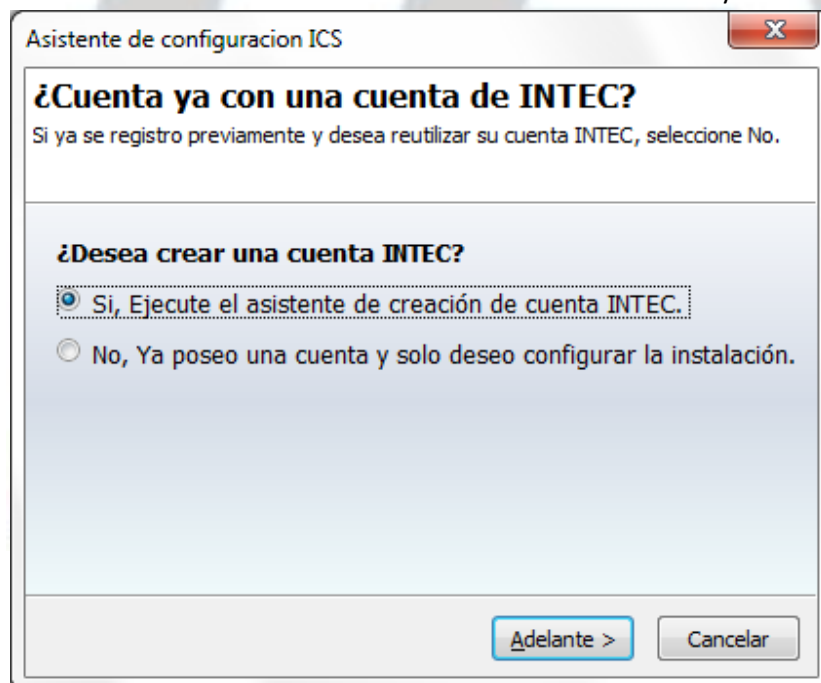 Asistente de configuracion ICS
¿Cuenta ya con una cuenta de INTEC?
Si ya se registro previamente y desea reutilizar su cuenta INTEC, seleccione No.
¿Desea crear una cuenta INTEC?
Si, Ejecute el asistente de creación de cuenta INTEC.
No, Ya poseo una cuenta y solo deseo configurar la instalación.
Adelante >
Cancelar